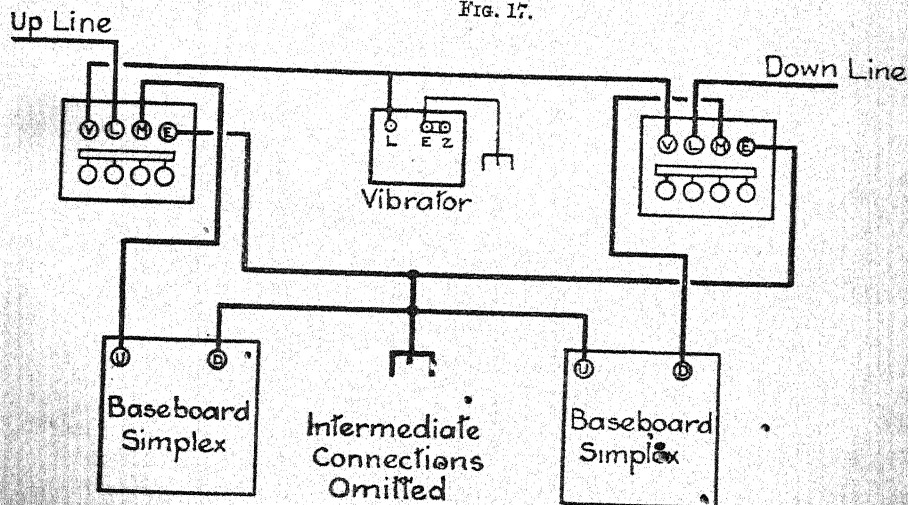 FIG. 17.
Up Line
Down Line
V L M E
L E Z
V L M E
Vibrator
U D
U D
Baseboard
Simplex
Intermediate
Connections
Omitted
Baseboard
Simplex